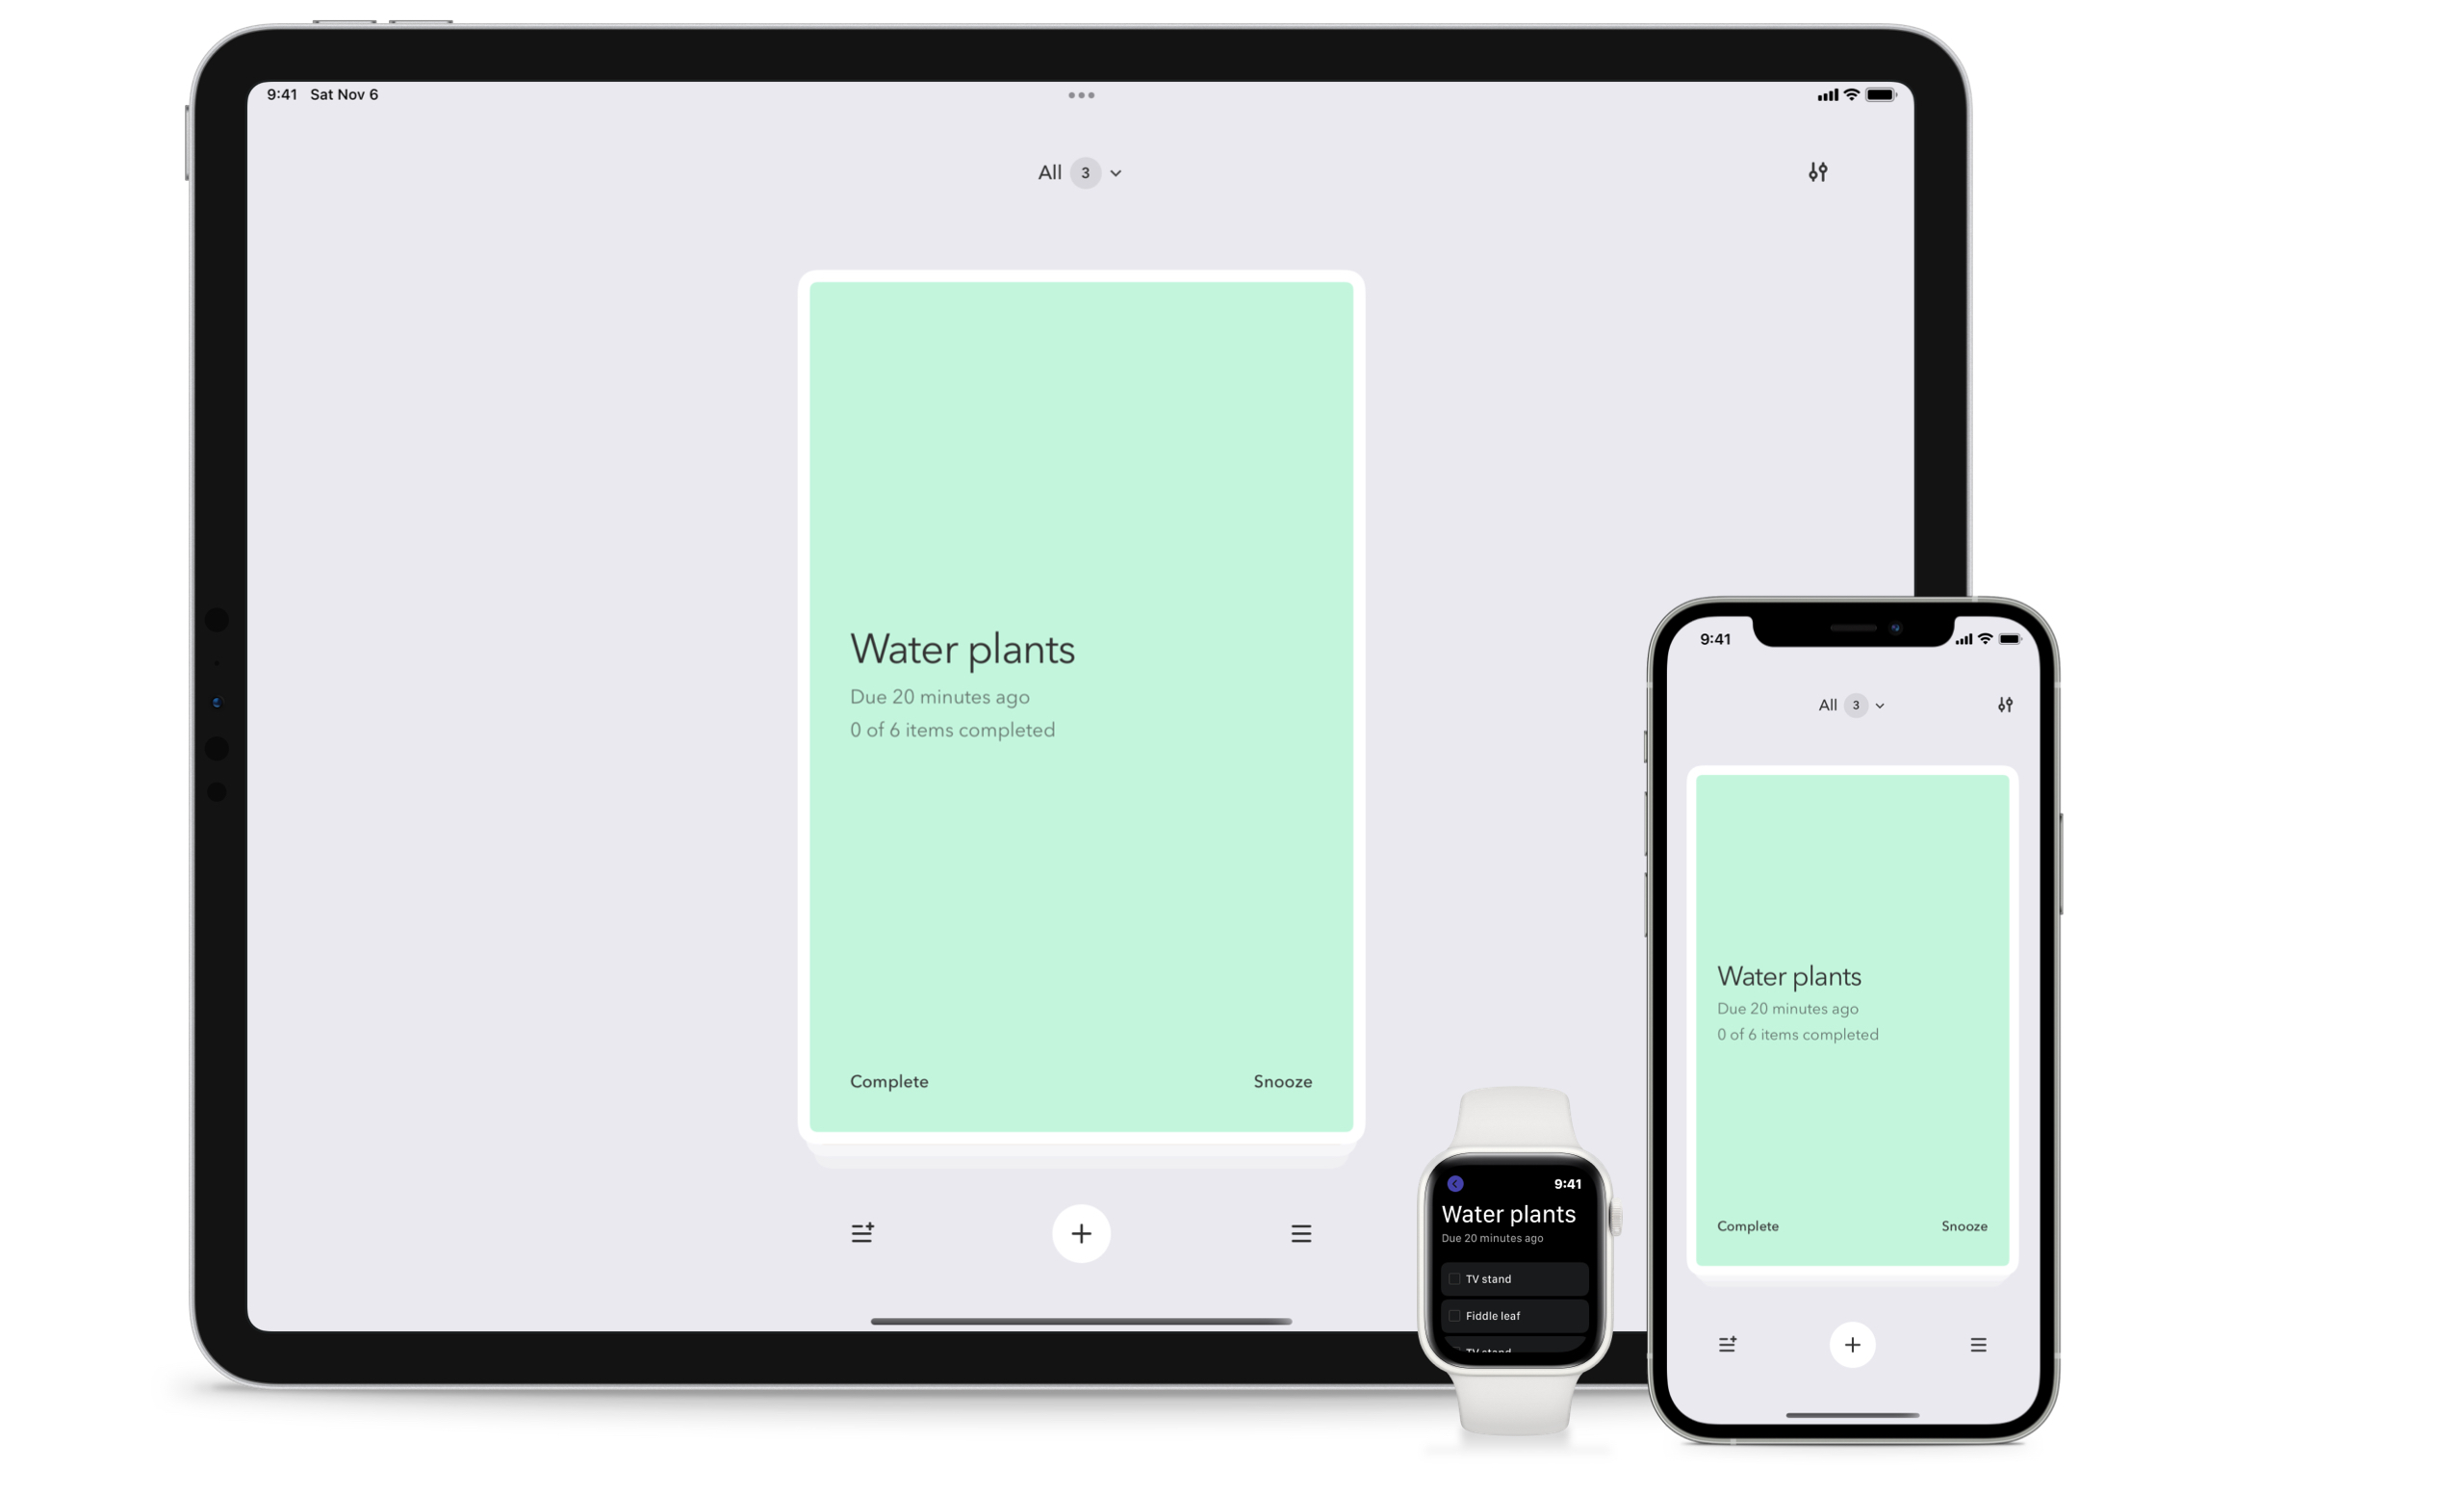 9:41 Sat Nov 6
All 3
Water plants
Due 20 minutes ago
0 of 6 items completed
Complete Snooze
9:41
Water plants
Due 20 minutes ago
TV stand
Fiddle leaf
TV stand
9:41
All 3
Water plants
Due 20 minutes ago
0 of 6 items completed
Complete Snooze